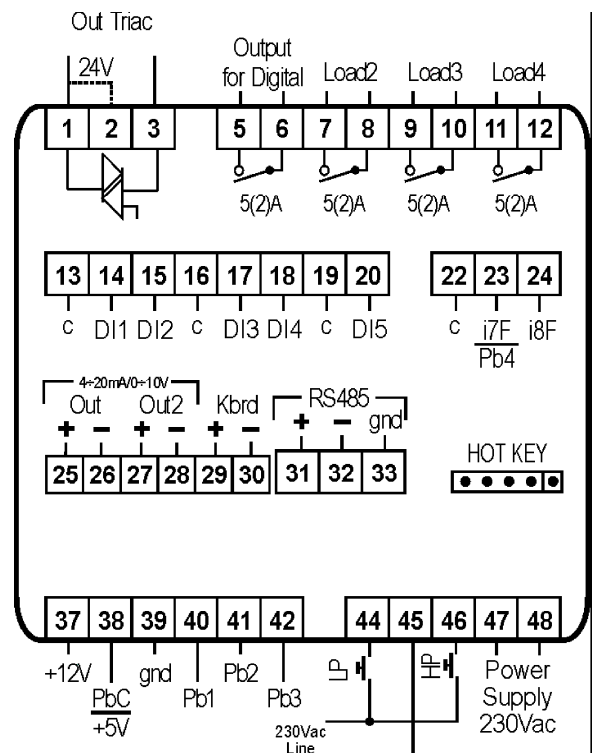 Out Triac
24V
Output
for Digital
Load2
Load3
Load4
1 2 3
5 6 7 8 9 10 11 12
5(2)A
5(2)A
5(2)A
5(2)A
13 14 15 16 17 18 19 20
22 23 24
c DI1 DI2 c DI3 DI4 c DI5
c i7F i8F
Pb4
4÷20mA/0÷10V
Out Out2 Kbrd
RS485
+ - + - + -
+ - gnd
25 26 27 28 29 30
31 32 33
HOT KEY
37 38 39 40 41 42
44 45 46 47 48
+12V PbC gnd Pb1 Pb2 Pb3
+5V
LP
HP
Power
Supply
230Vac
230Vac
Line